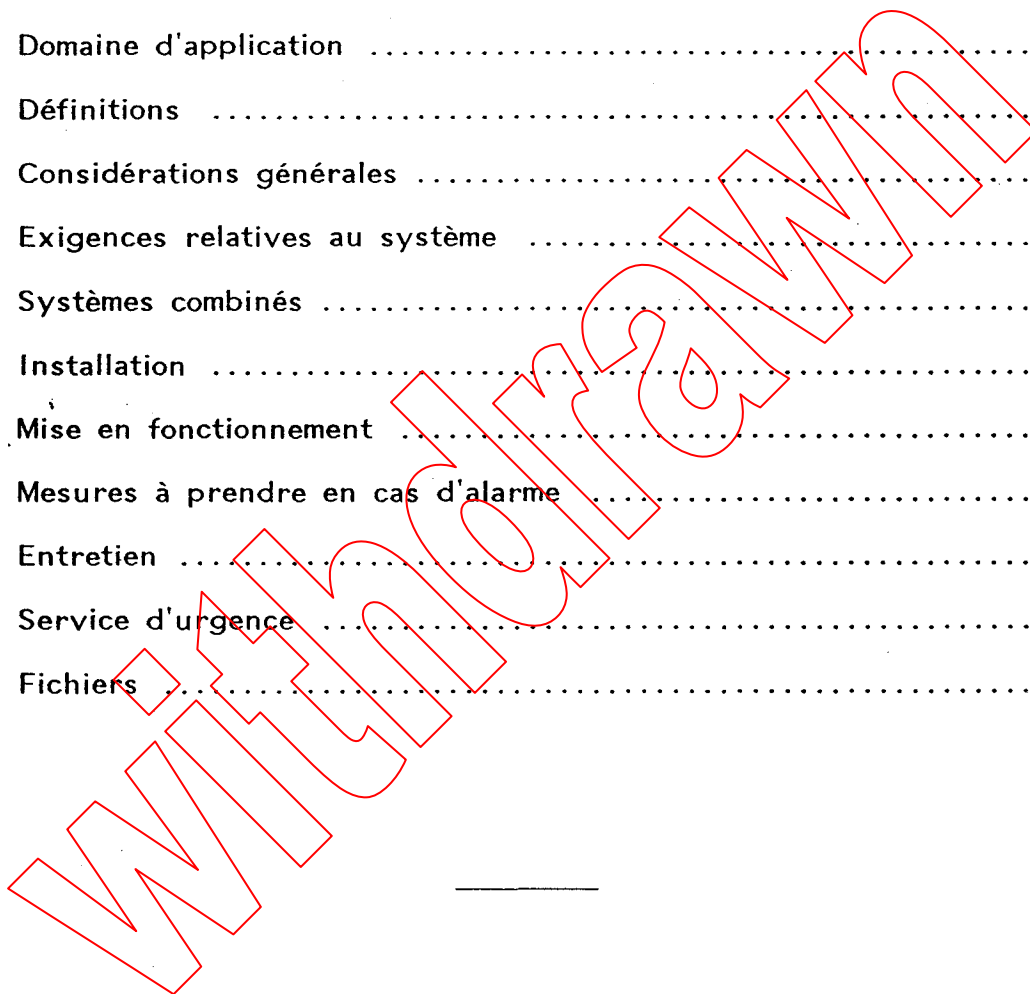 Domaine d'application ........................................
Définitions ........................................
Considérations générales ........................................
Exigences relatives au système ........................................
Systèmes combinés ........................................
Installation ........................................
Mise en fonctionnement ........................................
Mesures à prendre en cas d'alarme ........................................
Entretien ........................................
Service d'urgence ........................................
Fichiers ........................................
withdrawn